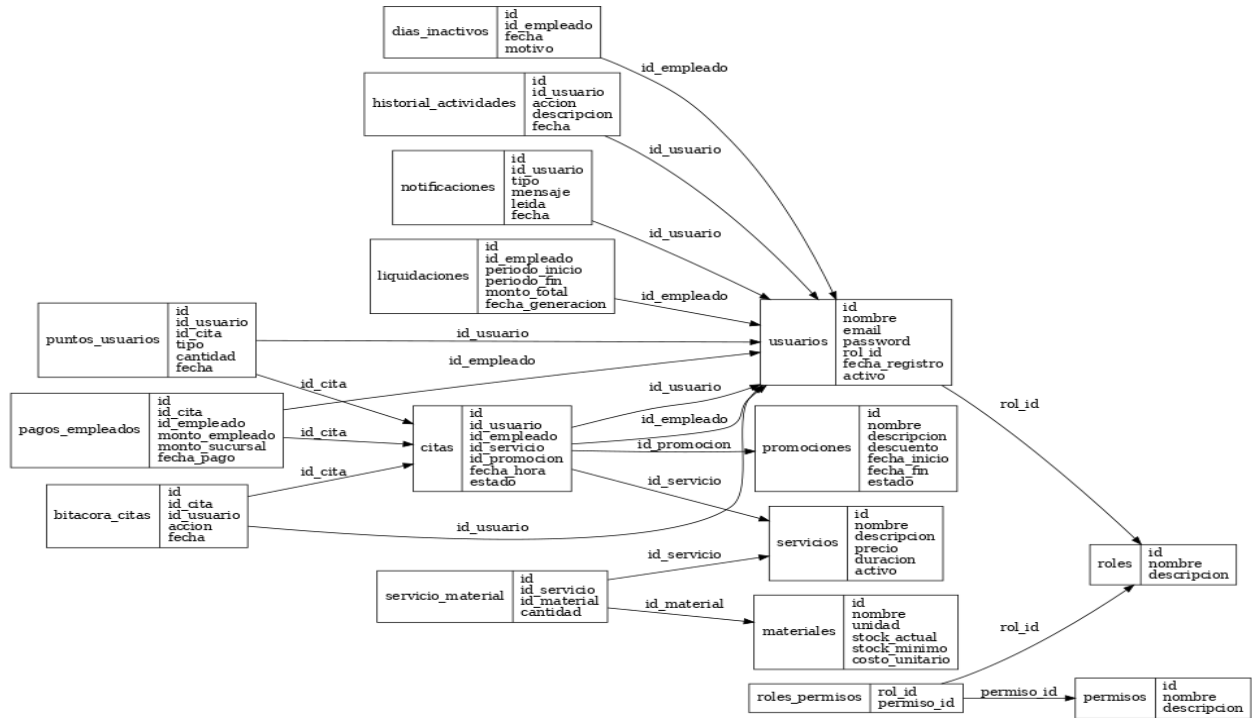 dias_inactivos
id
id_empleado
fecha
motivo
id_empleado
historial_actividades
id
id_usuario
accion
descripcion
fecha
id_usuario
notificaciones
id
id_usuario
tipo
mensaje
leida
fecha
id_usuario
liquidaciones
id
id_empleado
periodo_inicio
periodo_fin
monto_total
fecha_generacion
id_empleado
puntos_usuarios
id
id_usuario
id_cita
tipo
cantidad
fecha
id_usuario
id_cita
usuarios
id
nombre
email
password
rol_id
fecha_registro
activo
rol_id
pagos_empleados
id
id_cita
id_empleado
monto_empleado
monto_sucursal
fecha_pago
id_empleado
id_cita
citas
id
id_usuario
id_empleado
id_servicio
id_promocion
fecha_hora
estado
id_usuario
id_empleado
id_promocion
id_servicio
promociones
id
nombre
descripcion
descuento
fecha_inicio
fecha_fin
estado
bitacora_citas
id
id_cita
id_usuario
accion
fecha
id_cita
id_usuario
servicios
id
nombre
descripcion
precio
duracion
activo
roles
id
nombre
descripcion
servicio_material
id
id_servicio
id_material
cantidad
id_servicio
id_material
materiales
id
nombre
unidad
stock_actual
stock_minimo
costo_unitario
rol_id
roles_permisos
rol_id
permiso_id
permiso_id
permisos
id
nombre
descripcion